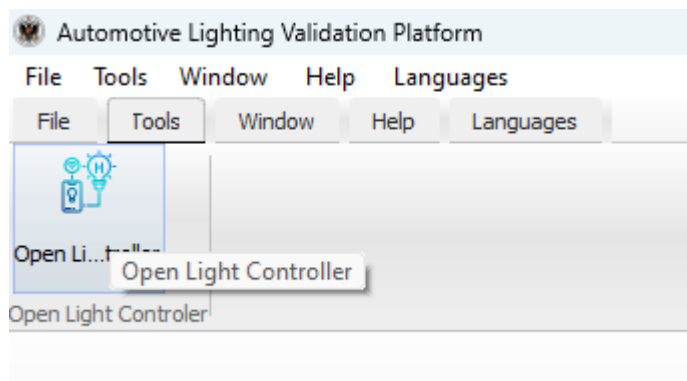 Automotive Lighting Validation Platform
File Tools Window Help Languages
File Tools Window Help Languages
Open Li...
Open Light Controller
Open Light Controler